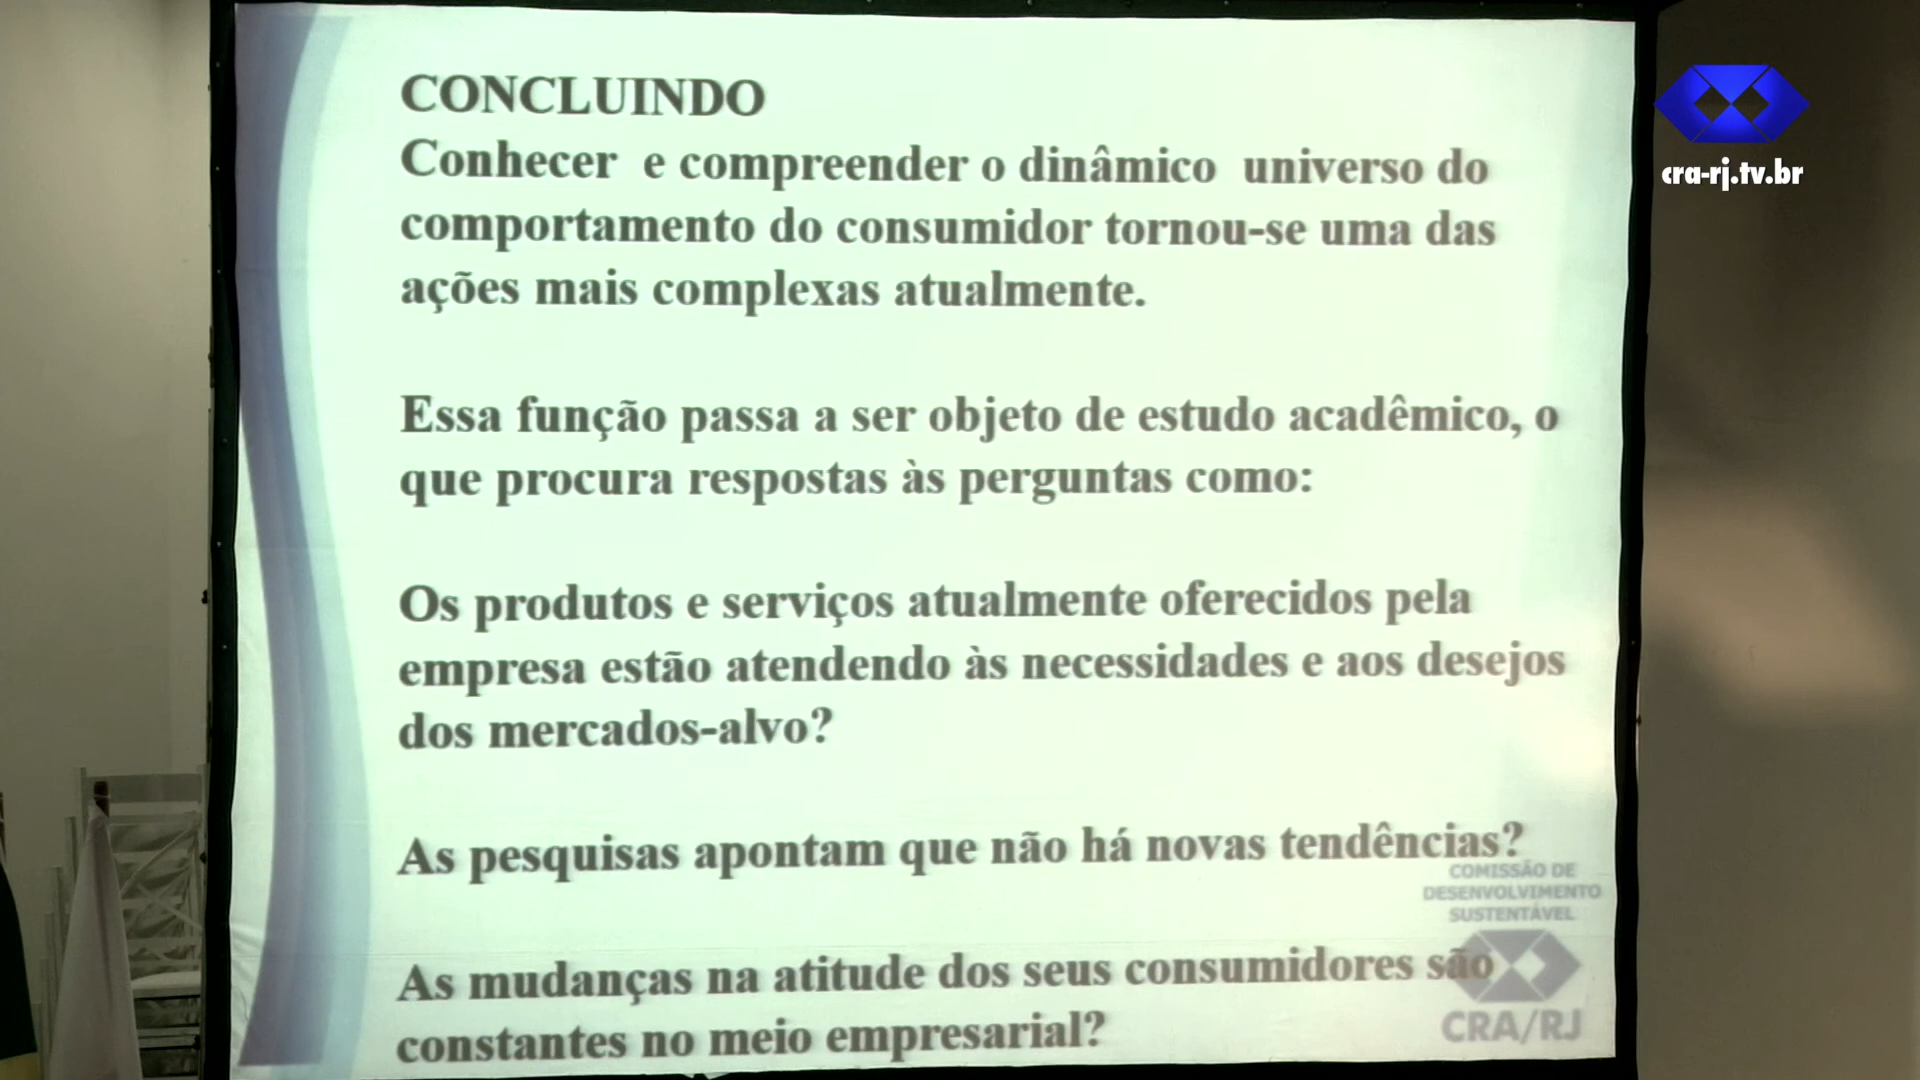 CONCLUINDO
Conhecer e compreender o dinâmico universo do
comportamento do consumidor tornou-se uma das
ações mais complexas atualmente.
Essa função passa a ser objeto de estudo acadêmico, o
que procura respostas às perguntas como:
Os produtos e serviços atualmente oferecidos pela
empresa estão atendendo às necessidades e aos desejos
dos mercados-alvo?
As pesquisas apontam que não há novas tendências?
As mudanças na atitude dos seus consumidores são
constantes no meio empresarial?
COMISSÃO DE
DESENVOLVIMENTO
SUSTENTÁVEL
CRA/RJ
cra-rj.tv.br